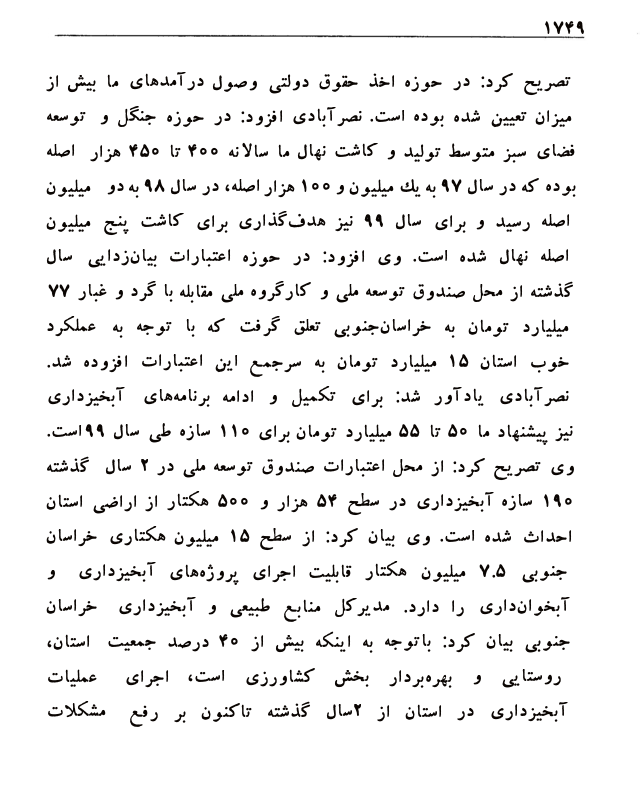 ۱۷۴۹
تصریح کرد: در حوزه اخذ حقوق دولتی وصول درآمدهای ما بیش از
میزان تعیین شده بوده است. نصرآبادی افزود: در حوزه جنگل و توسعه
فضای سبز متوسط تولید و کاشت نهال ما سالانه ۴۰۰ تا ۴۵۰ هزار اصله
بوده که در سال ۹۷ به یك میلیون و ۱۰۰ هزار اصله، در سال ۹۸ به دو میلیون
اصله رسید و برای سال ۹۹ نیز هدف‌گذاری برای کاشت پنج میلیون
اصله نهال شده است. وی افزود: در حوزه اعتبارات بیان‌زدایی سال
گذشته از محل صندوق توسعه ملی و کارگروه ملی مقابله با گرد و غبار ۷۷
میلیارد تومان به خراسان‌جنوبی تعلق گرفت که با توجه به عملکرد
خوب استان ۱۵ میلیارد تومان به سرجمع این اعتبارات افزوده شد.
نصرآبادی یادآور شد: برای تکمیل و ادامه برنامه‌های آبخیزداری
نیز پیشنهاد ما ۵۰ تا ۵۵ میلیارد تومان برای ۱۱۰ سازه طی سال ۹۹است.
وی تصریح کرد: از محل اعتبارات صندوق توسعه ملی در ۲ سال گذشته
۱۹۰ سازه آبخیزداری در سطح ۵۴ هزار و ۵۰۰ هکتار از اراضی استان
احداث شده است. وی بیان کرد: از سطح ۱۵ میلیون هکتاری خراسان
جنوبی ۷.۵ میلیون هکتار قابلیت اجرای پروژه‌های آبخیزداری و
آبخوان‌داری را دارد. مدیرکل منابع طبیعی و آبخیزداری خراسان
جنوبی بیان کرد: باتوجه به اینکه بیش از ۴۰ درصد جمعیت استان،
روستایی و بهره‌بردار بخش کشاورزی است، اجرای عملیات
آبخیزداری در استان از ۲سال گذشته تاکنون بر رفع مشکلات